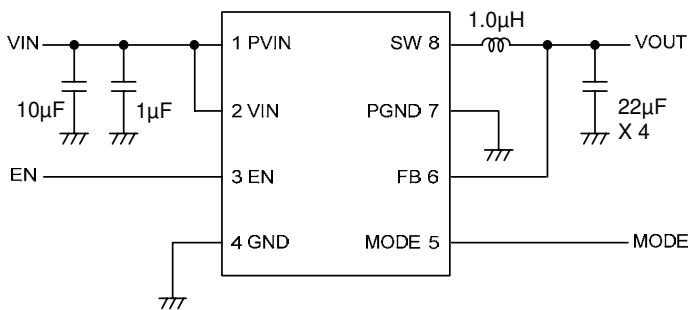 1.0µH
VIN
1 PVIN
SW 8
VOUT
10µF
1µF
2 VIN
PGND 7
22µF
X 4
EN
3 EN
FB 6
4 GND
MODE 5
MODE